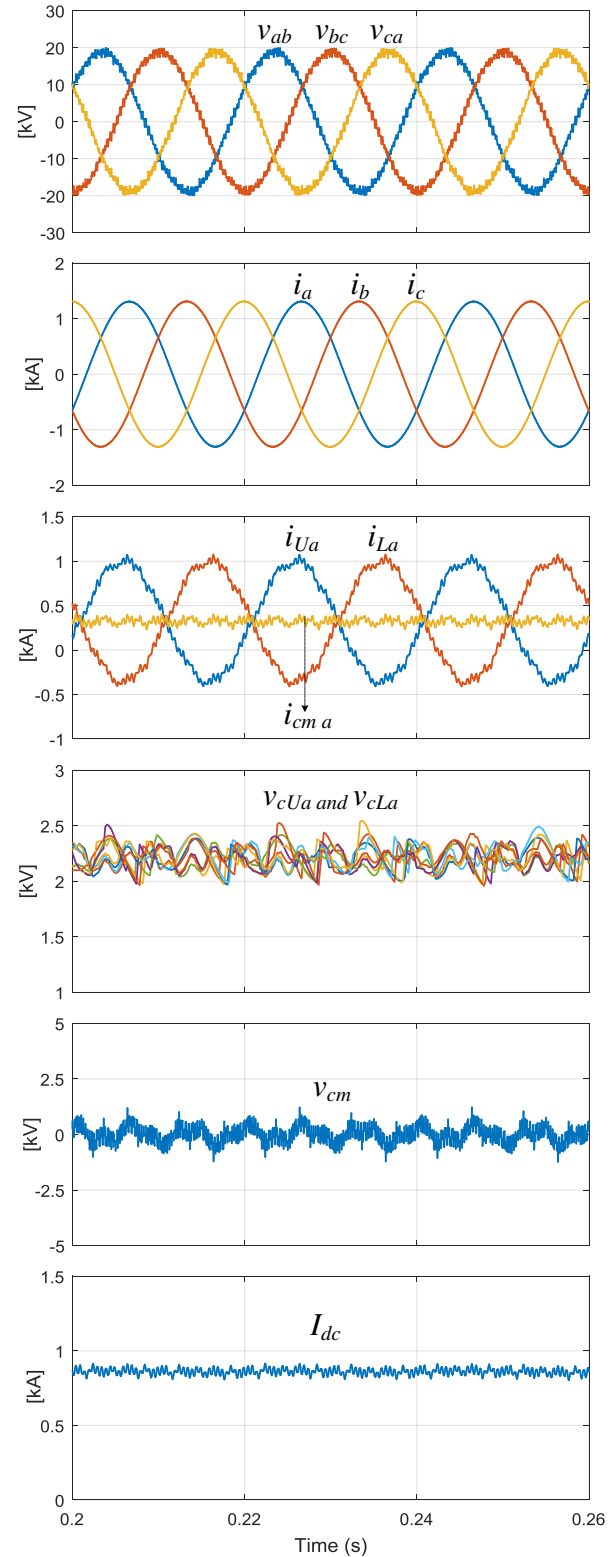 30
v_ab v_bc v_ca
20
10
[kV]
0
-10
-20
-30
2
i_a i_b i_c
1
[kA]
0
-1
-2
1.5
i_Ua i_La
1
0.5
[kA]
0
-0.5
i_cm a
-1
3
v_cUa and v_cLa
2.5
[kV]
2
1.5
1
5
2.5
v_cm
[kV]
0
-2.5
-5
1.5
I_dc
1
[kA]
0.5
0
0.2 0.22 0.24 0.26
Time (s)